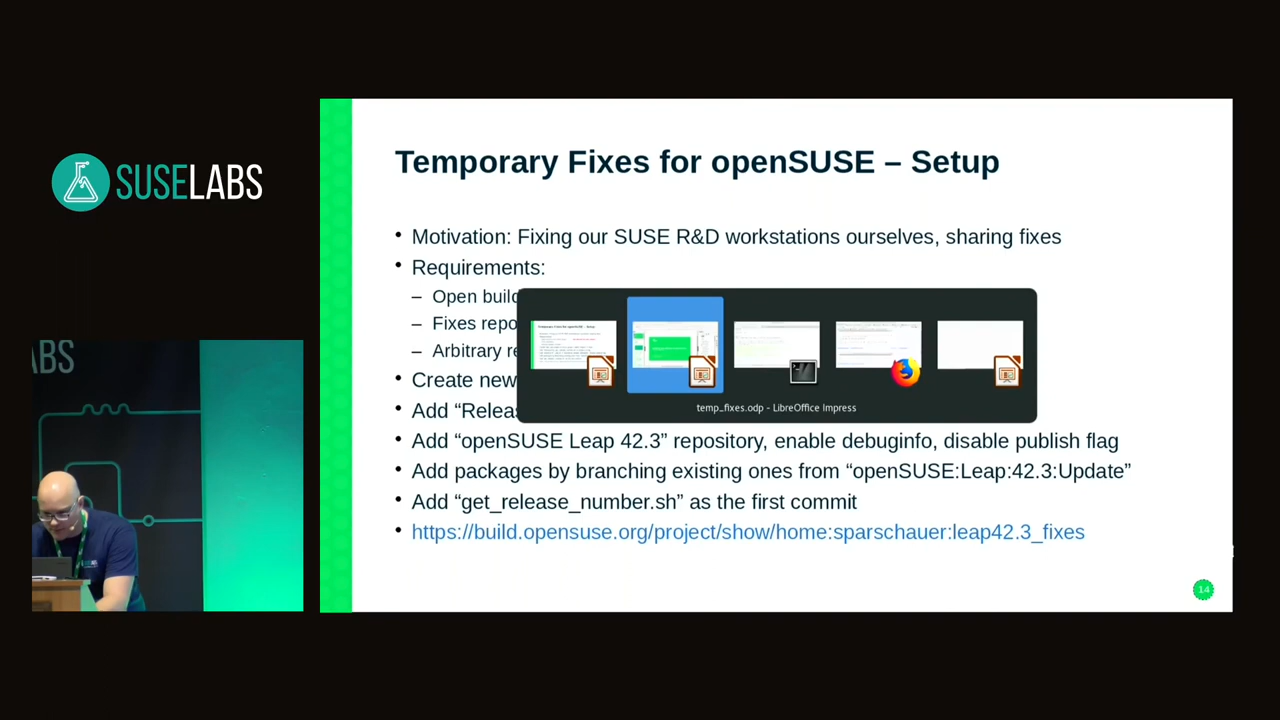 SUSELABS
ABS
Temporary Fixes for openSUSE – Setup
• Motivation: Fixing our SUSE R&D workstations ourselves, sharing fixes
• Requirements:
– Open build
– Fixes repo
– Arbitrary re
• Create new
• Add “Releas
temp_fixes.odp - LibreOffice Impress
• Add “openSUSE Leap 42.3” repository, enable debuginfo, disable publish flag
• Add packages by branching existing ones from “openSUSE:Leap:42.3:Update”
• Add “get_release_number.sh” as the first commit
• https://build.opensuse.org/project/show/home:sparschauer:leap42.3_fixes
14